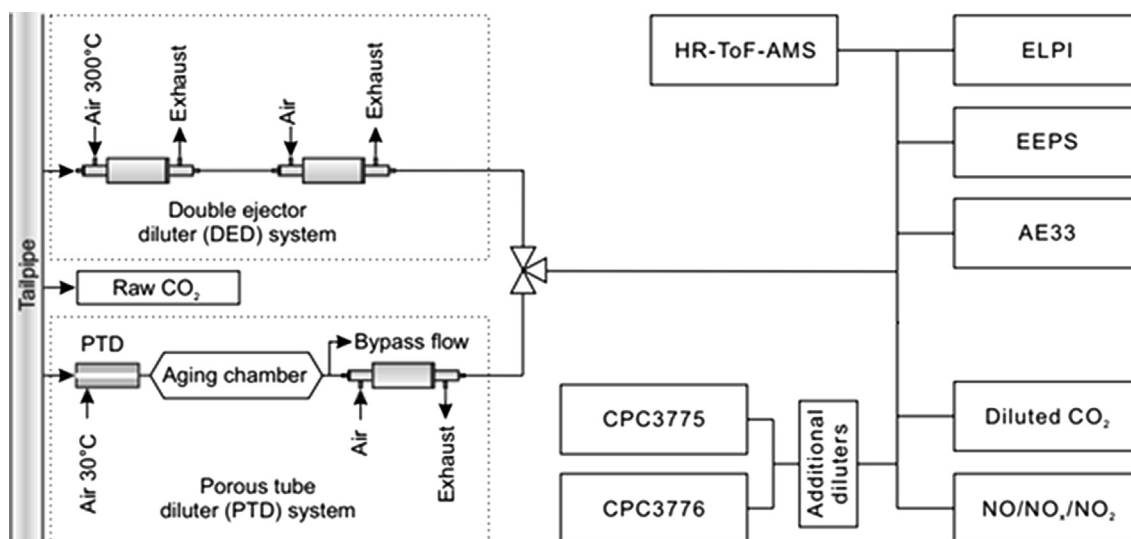 Tailpipe
Air 300°C
Exhaust
Air
Exhaust
Double ejector
diluter (DED) system
Raw CO₂
PTD
Aging chamber
Bypass flow
Air 30°C
Air
Exhaust
Porous tube
diluter (PTD) system
HR-ToF-AMS
ELPI
EEPS
AE33
CPC3775
CPC3776
Additional
diluters
Diluted CO₂
NO/NOₓ/NO₂